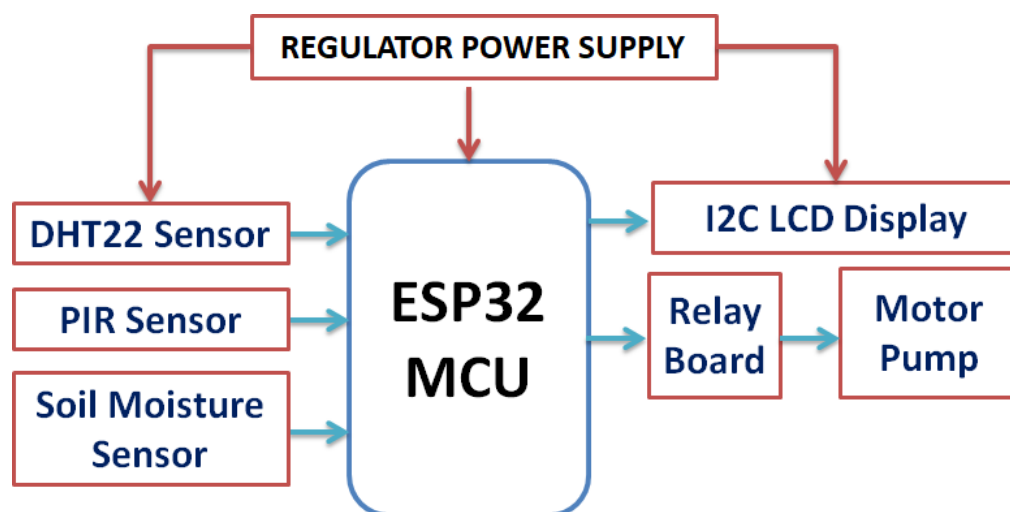 REGULATOR POWER SUPPLY
DHT22 Sensor
PIR Sensor
Soil Moisture
Sensor
ESP32
MCU
I2C LCD Display
Relay
Board
Motor
Pump